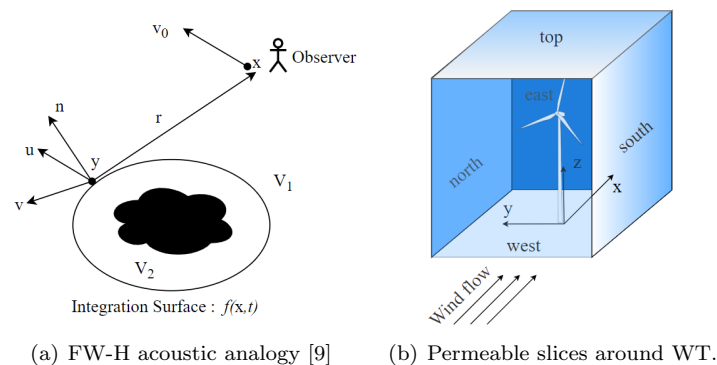 v0
x
Observer
n
r
u
y
v
V1
V2
Integration Surface : f(x,t)
(a) FW-H acoustic analogy [9]
top
east
north
south
z
x
y
west
Wind flow
(b) Permeable slices around WT.